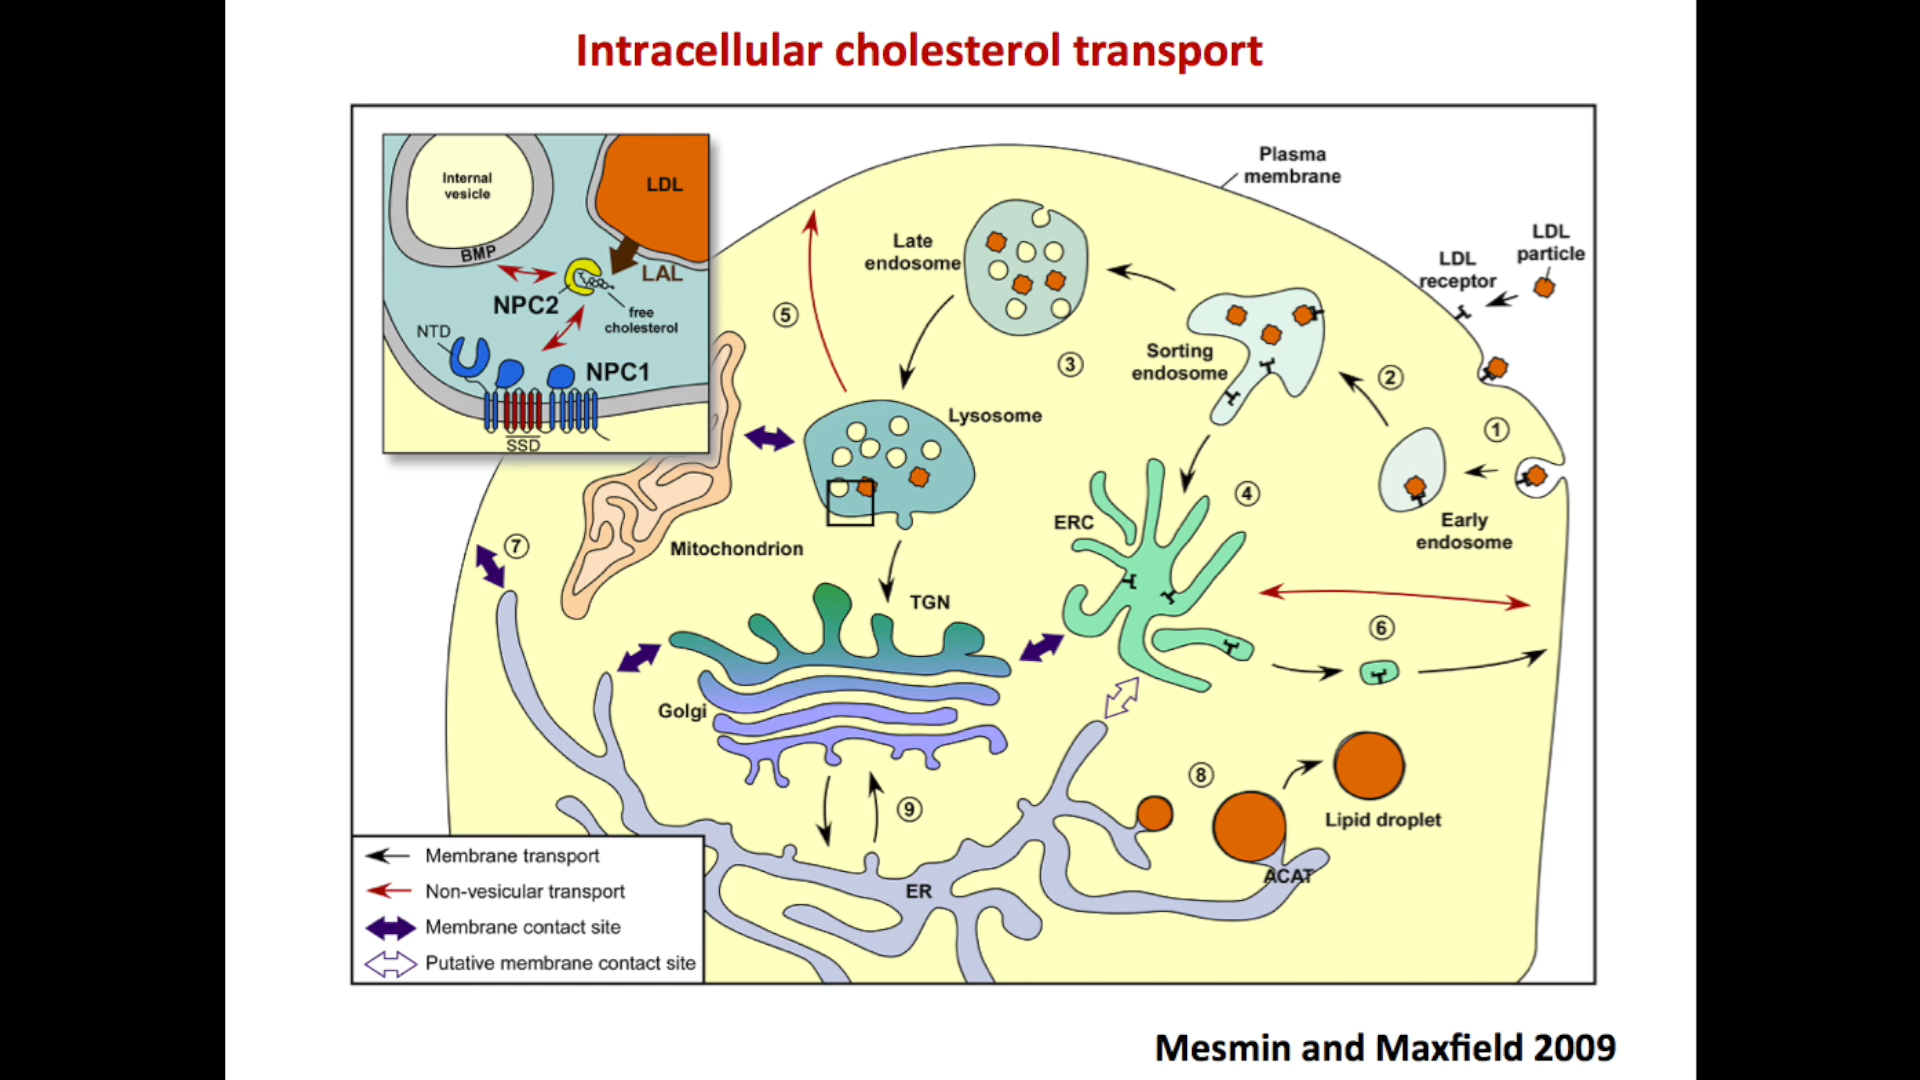 Intracellular cholesterol transport
Internal
vesicle
LDL
BMP
LAL
NPC2
free
cholesterol
NTD
NPC1
SSD
Plasma
membrane
LDL
particle
LDL
receptor
Late
endosome
5
3
Sorting
endosome
2
1
Lysosome
4
ERC
Early
endosome
Mitochondrion
7
TGN
6
Golgi
8
9
Lipid droplet
ACAT
ER
Membrane transport
Non-vesicular transport
Membrane contact site
Putative membrane contact site
Mesmin and Maxfield 2009